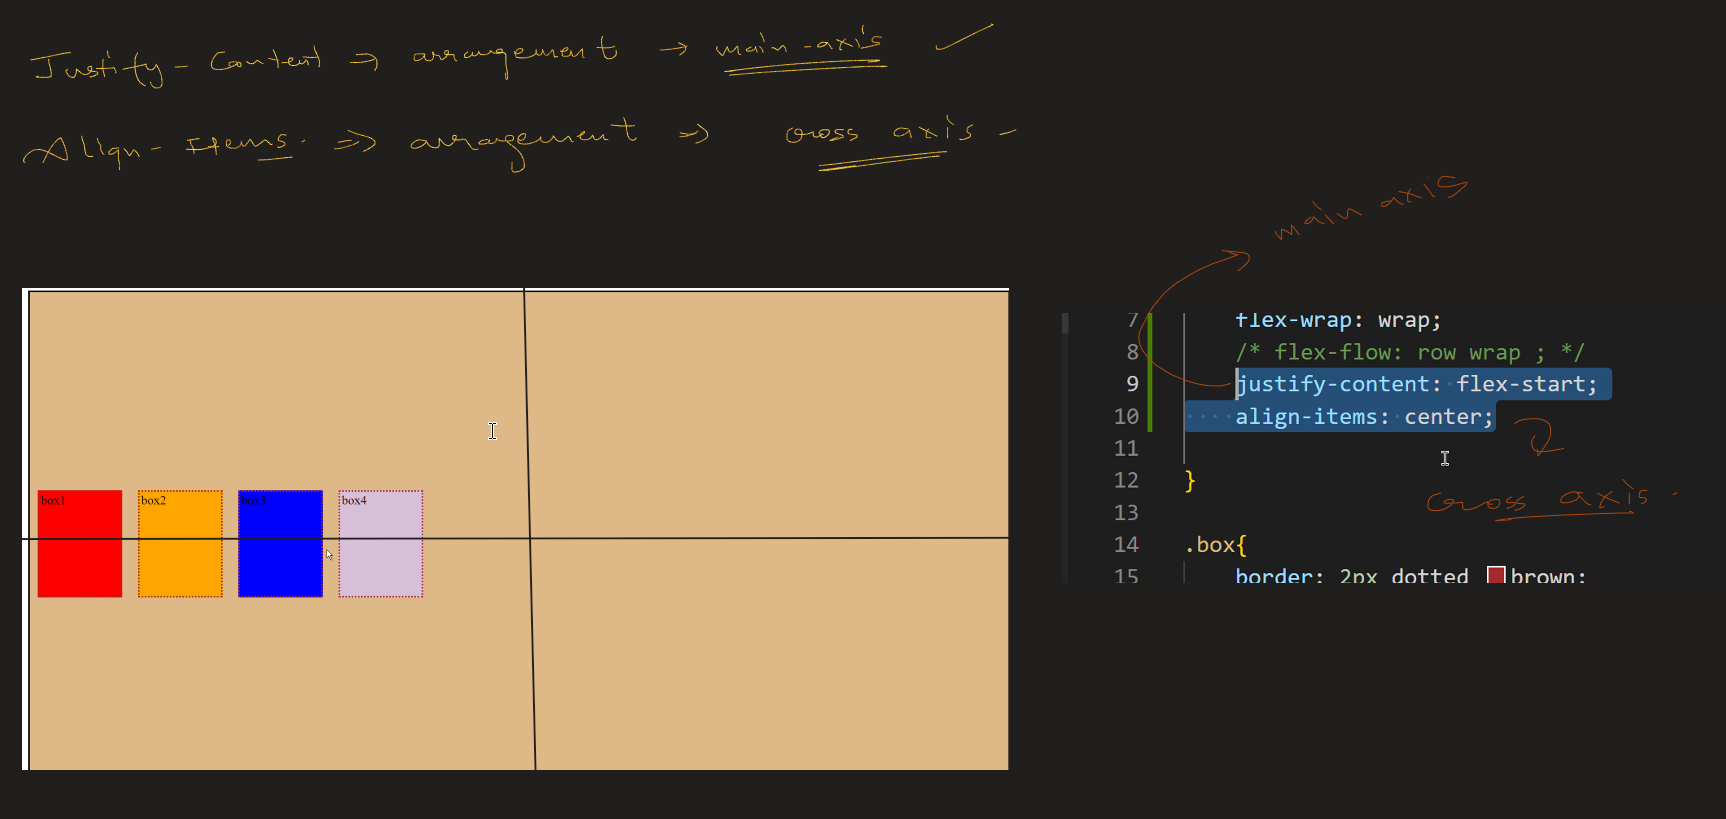 Justify - Content => arrangement → main-axis ✓
Align - Items. => arragement => cross axis -
main axis
7 flex-wrap: wrap;
8 /* flex-flow: row wrap ; */
9 justify-content: flex-start;
10 align-items: center;
11
12 }
cross axis.
13
14 .box{
15 border: 2px dotted brown;
box1 box2 box3 box4